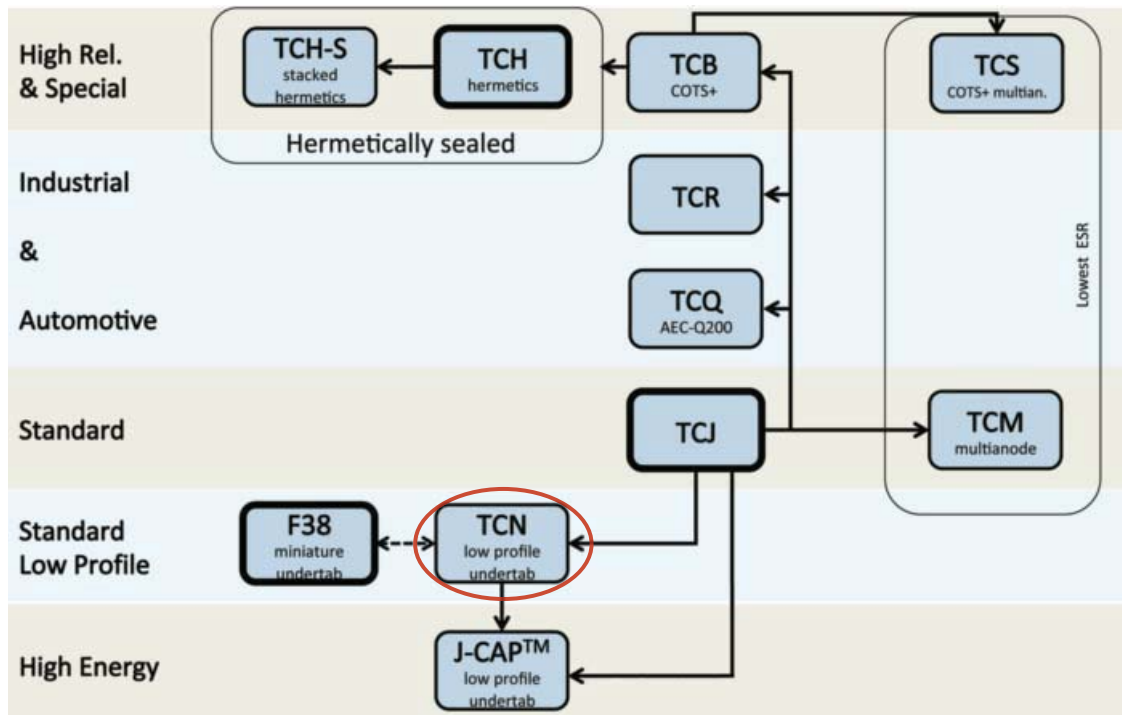 High Rel.
& Special
TCH-S
stacked
hermetics
TCH
hermetics
TCB
COTS+
TCS
COTS+ multian.
Hermetically sealed
Industrial
&
Automotive
TCR
TCQ
AEC-Q200
Lowest ESR
Standard
TCJ
TCM
multianode
Standard
Low Profile
F38
miniature
undertab
TCN
low profile
undertab
High Energy
J-CAP™
low profile
undertab